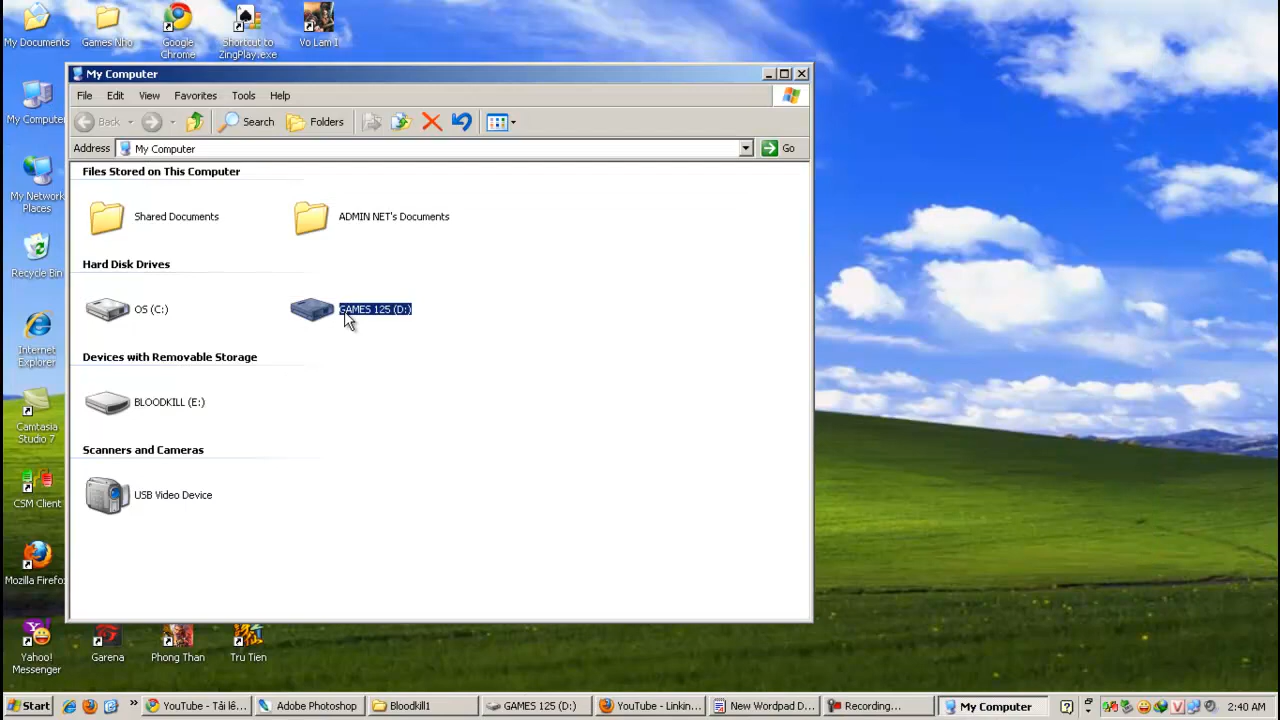 My Documents
Games Nho
Google
Chrome
Shortcut to
ZingPlay.exe
Vo Lam I
My Computer
My Network
Places
Recycle Bin
Internet
Explorer
Camtasia
Studio 7
CSM Client
Mozilla Firefox
Yahoo!
Messenger
Garena
Phong Than
Tru Tien
My Computer
File Edit View Favorites Tools Help
Back Search Folders
Address My Computer Go
Files Stored on This Computer
Shared Documents ADMIN NET's Documents
Hard Disk Drives
OS (C:) GAMES 125 (D:)
Devices with Removable Storage
BLOODKILL (E:)
Scanners and Cameras
USB Video Device
Start YouTube - Tải lê... Adobe Photoshop Bloodkill1 GAMES 125 (D:) YouTube - Linkin... New Wordpad D... Recording... My Computer 2:40 AM